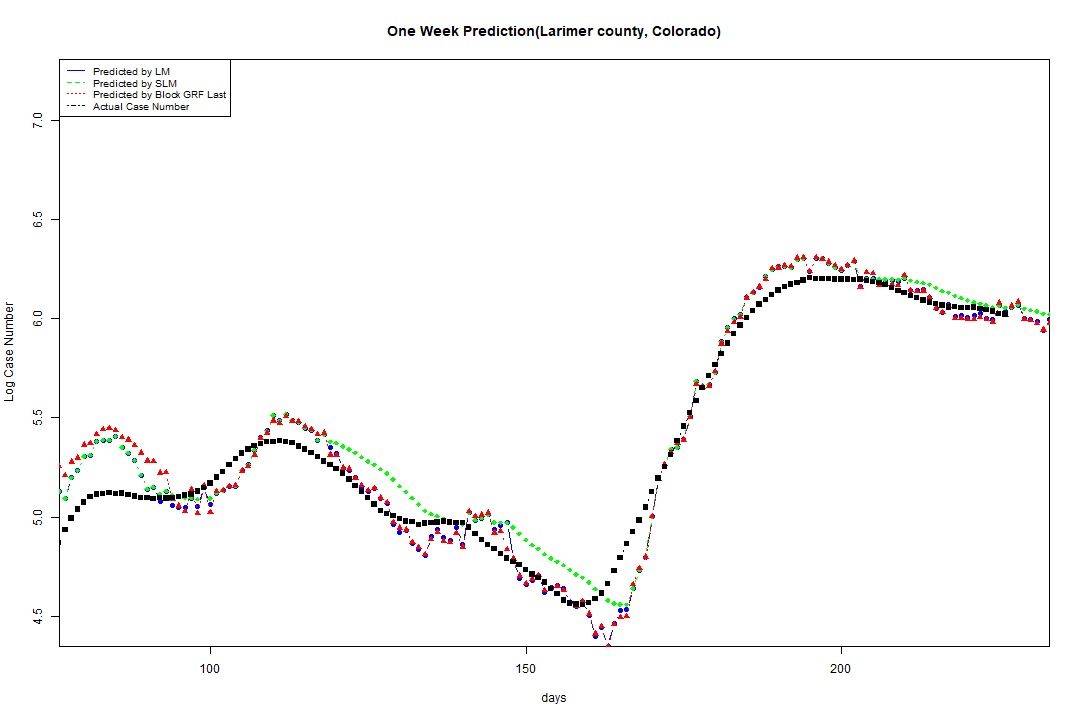 One Week Prediction(Larimer county, Colorado)
Predicted by LM
Predicted by SLM
Predicted by Block GRF Last
Actual Case Number
7.0
6.5
6.0
5.5
5.0
4.5
Log Case Number
100 150 200
days